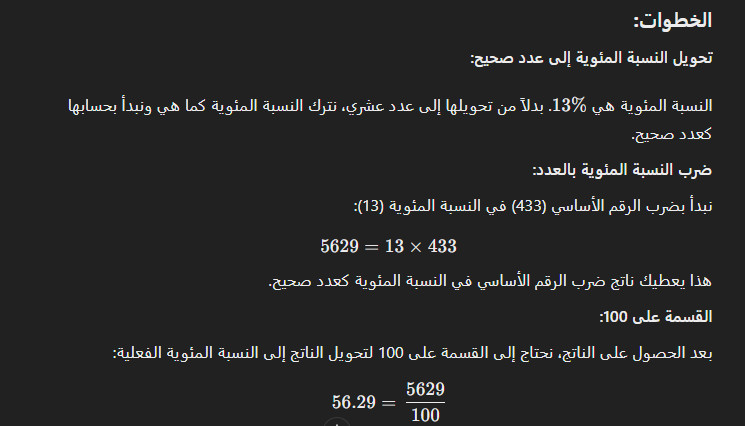 الخطوات:
تحويل النسبة المئوية إلى عدد صحيح:
النسبة المئوية هي 13%. بدلاً من تحويلها إلى عدد عشري، نترك النسبة المئوية كما هي ونبدأ بحسابها
كعدد صحيح.
ضرب النسبة المئوية بالعدد:
نبدأ بضرب الرقم الأساسي (433) في النسبة المئوية (13):
5629 = 13 × 433
هذا يعطيك ناتج ضرب الرقم الأساسي في النسبة المئوية كعدد صحيح.
القسمة على 100:
بعد الحصول على الناتج، نحتاج إلى القسمة على 100 لتحويل الناتج إلى النسبة المئوية الفعلية:
56.29 = 5629/100